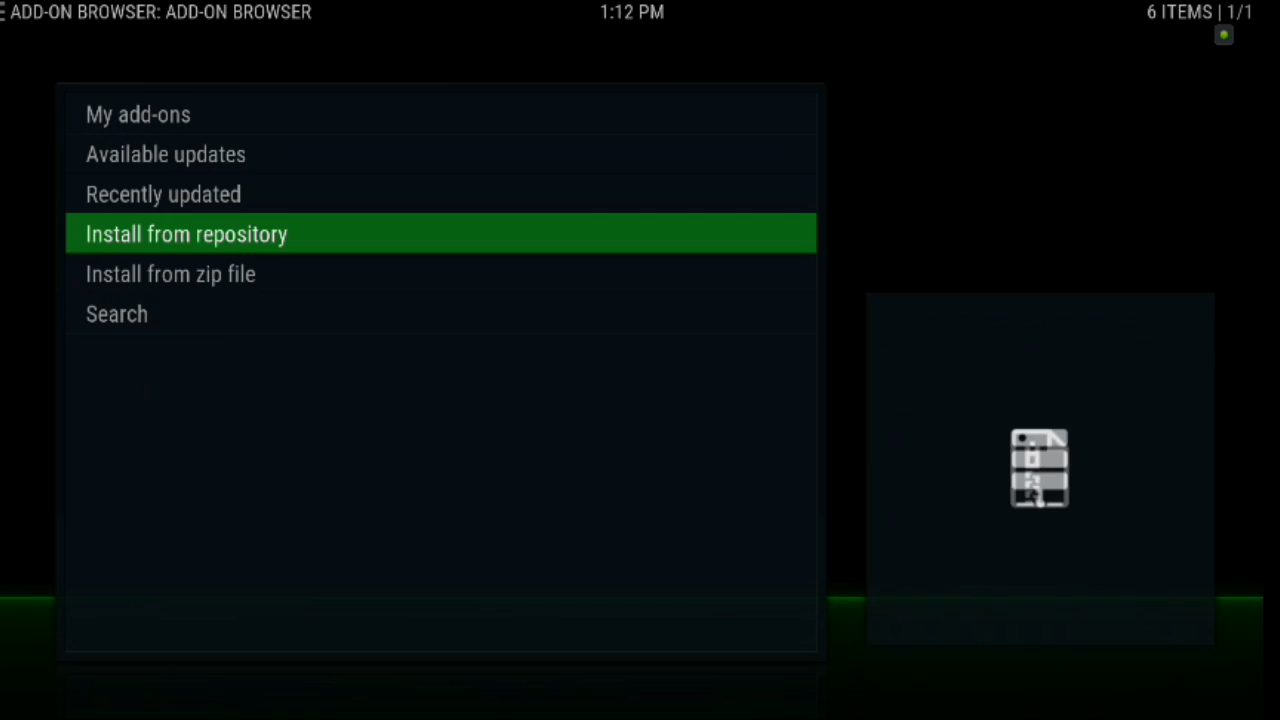 ADD-ON BROWSER: ADD-ON BROWSER
1:12 PM
6 ITEMS | 1/1
My add-ons
Available updates
Recently updated
Install from repository
Install from zip file
Search